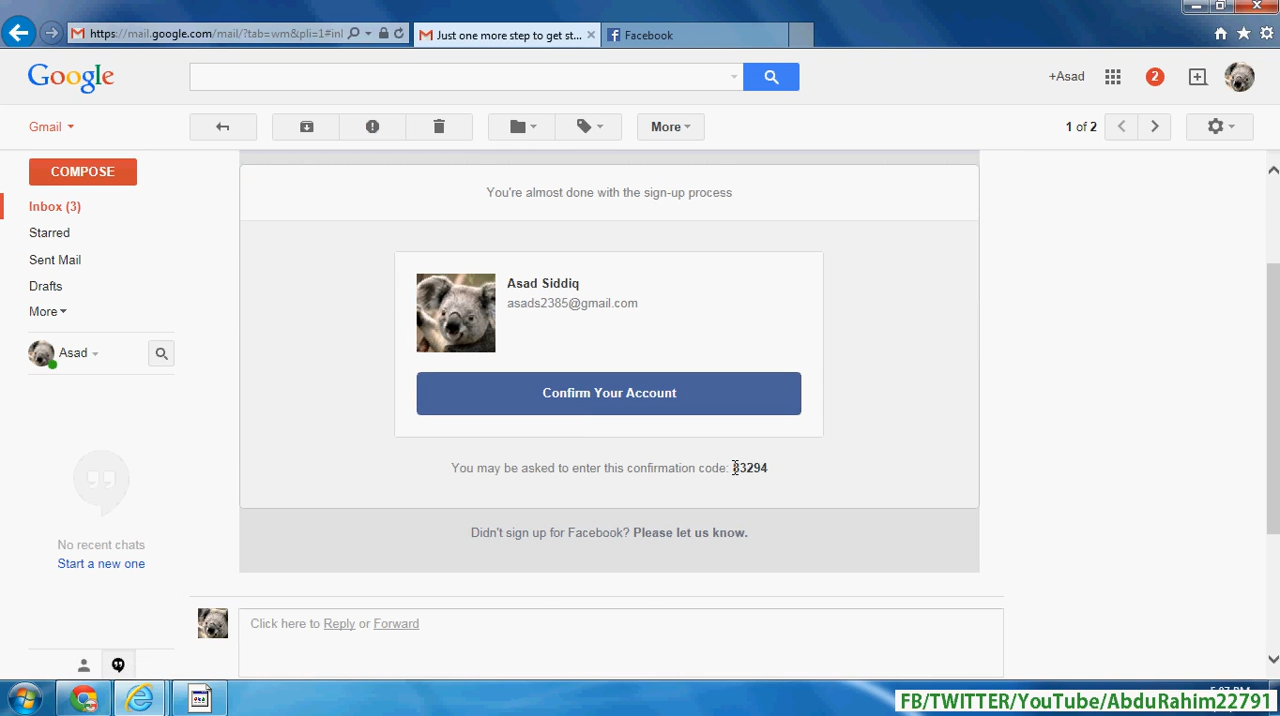 https://mail.google.com/mail/?tab=wm&pli=1#inl
Just one more step to get st...
Facebook
Google
+Asad
2
Gmail
More
1 of 2
COMPOSE
Inbox (3)
Starred
Sent Mail
Drafts
More
Asad
No recent chats
Start a new one
You're almost done with the sign-up process
Asad Siddiq
asads2385@gmail.com
Confirm Your Account
You may be asked to enter this confirmation code: 83294
Didn't sign up for Facebook? Please let us know.
Click here to Reply or Forward
FB/TWITTER/YouTube/AbduRahim22791